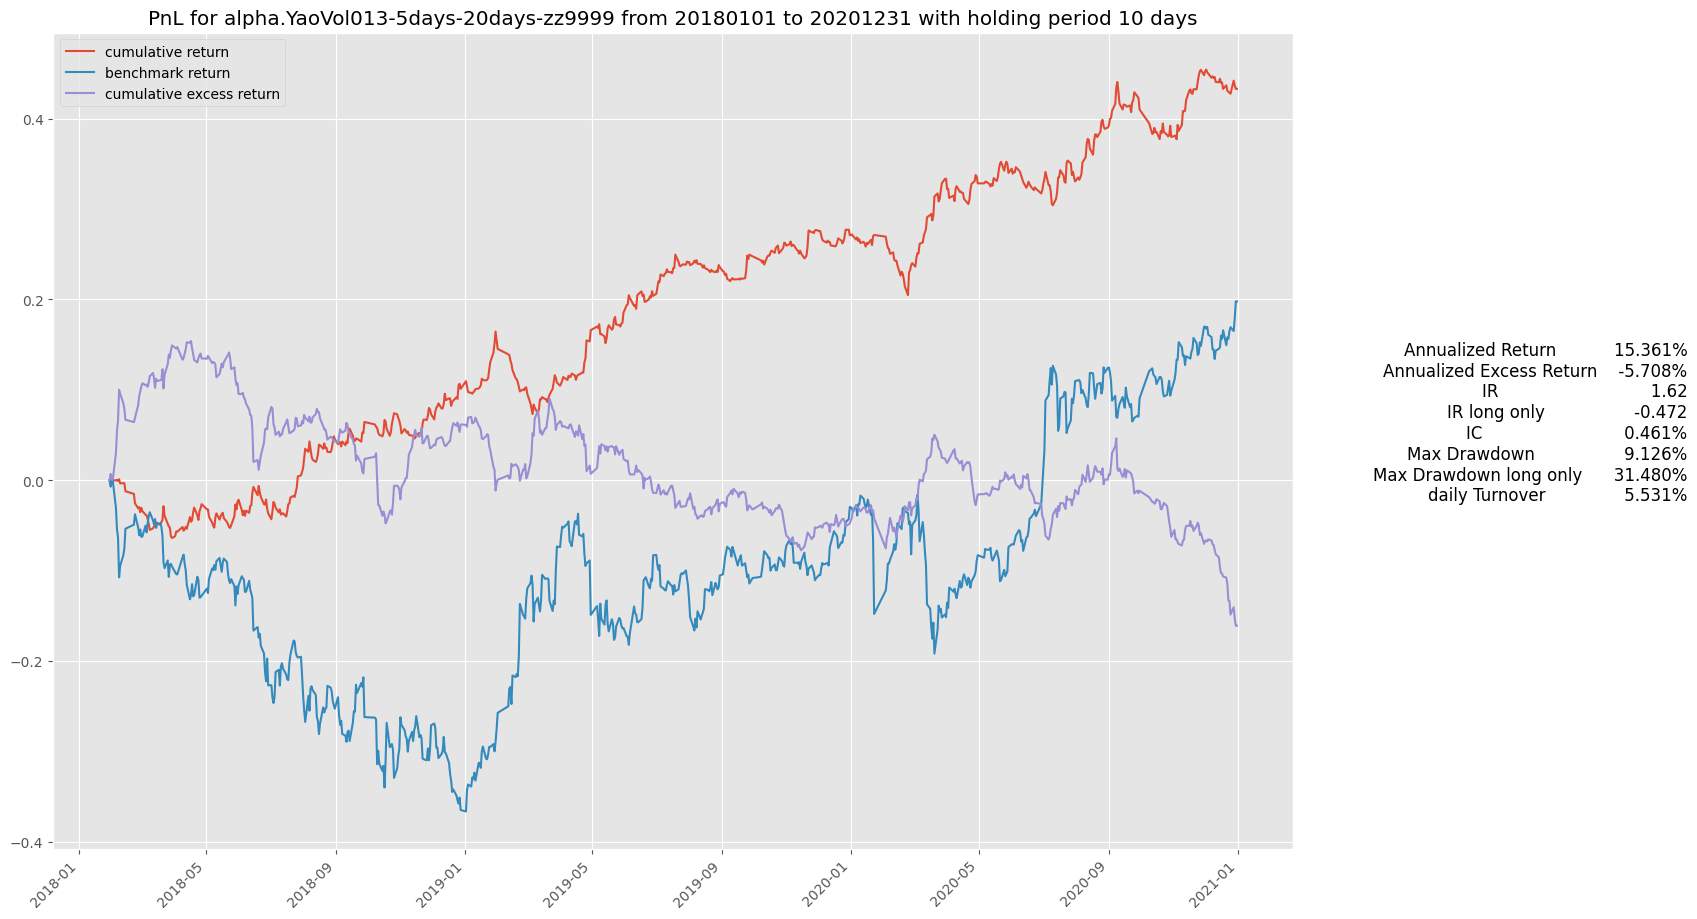 PnL for alpha.YaoVol013-5days-20days-zz9999 from 20180101 to 20201231 with holding period 10 days
cumulative return
benchmark return
cumulative excess return
0.4
0.2
0.0
−0.2
−0.4
2018-01
2018-05
2018-09
2019-01
2019-05
2019-09
2020-01
2020-05
2020-09
2021-01
Annualized Return 15.361%
Annualized Excess Return -5.708%
IR 1.62
IR long only -0.472
IC 0.461%
Max Drawdown 9.126%
Max Drawdown long only 31.480%
daily Turnover 5.531%